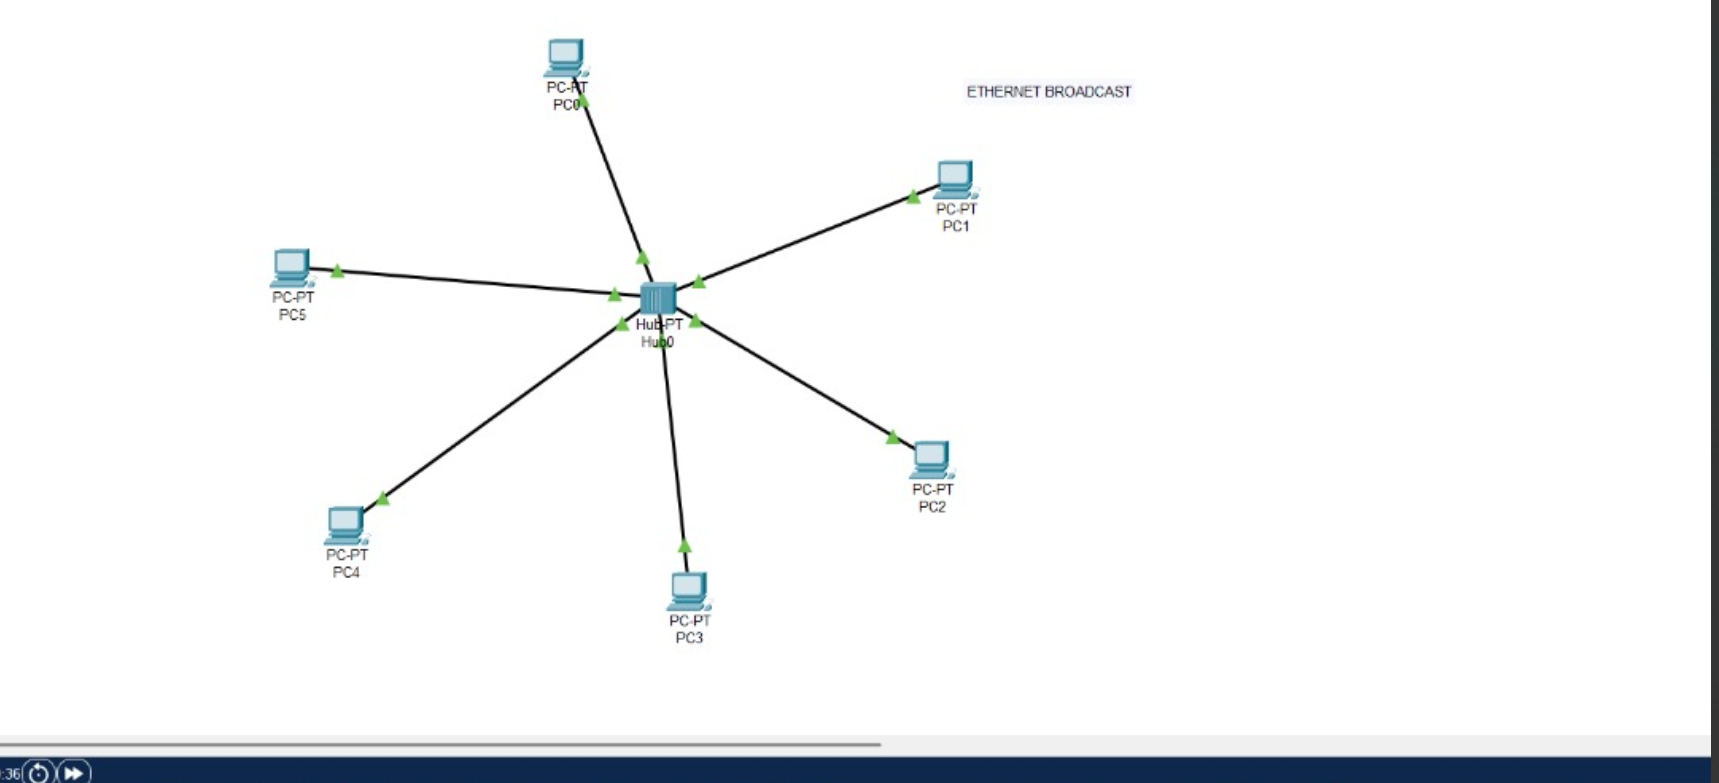 PC-PT
PC0
ETHERNET BROADCAST
PC-PT
PC1
PC-PT
PC5
Hub-PT
Hub0
PC-PT
PC2
PC-PT
PC4
PC-PT
PC3
:36